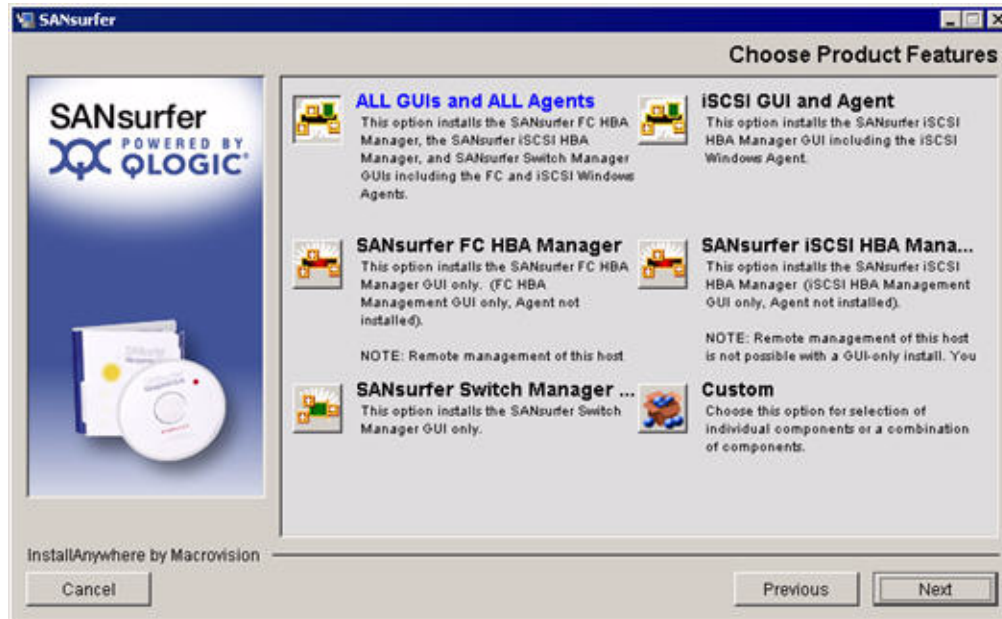 SANsurfer
Choose Product Features
SANsurfer
POWERED BY
QLOGIC
ALL GUIs and ALL Agents
This option installs the SANsurfer FC HBA
Manager, the SANsurfer iSCSI HBA
Manager, and SANsurfer Switch Manager
GUIs including the FC and iSCSI Windows
Agents.
iSCSI GUI and Agent
This option installs the SANsurfer iSCSI
HBA Manager GUI including the iSCSI
Windows Agent.
SANsurfer FC HBA Manager
This option installs the SANsurfer FC HBA
Manager GUI only. (FC HBA
Management GUI only, Agent not
installed).
NOTE: Remote management of this host
SANsurfer iSCSI HBA Mana...
This option installs the SANsurfer iSCSI
HBA Manager (iSCSI HBA Management
GUI only, Agent not installed).
NOTE: Remote management of this host
is not possible with a GUI-only install. You
SANsurfer Switch Manager ...
This option installs the SANsurfer Switch
Manager GUI only.
Custom
Choose this option for selection of
individual components or a combination
of components.
InstallAnywhere by Macrovision
Cancel
Previous
Next